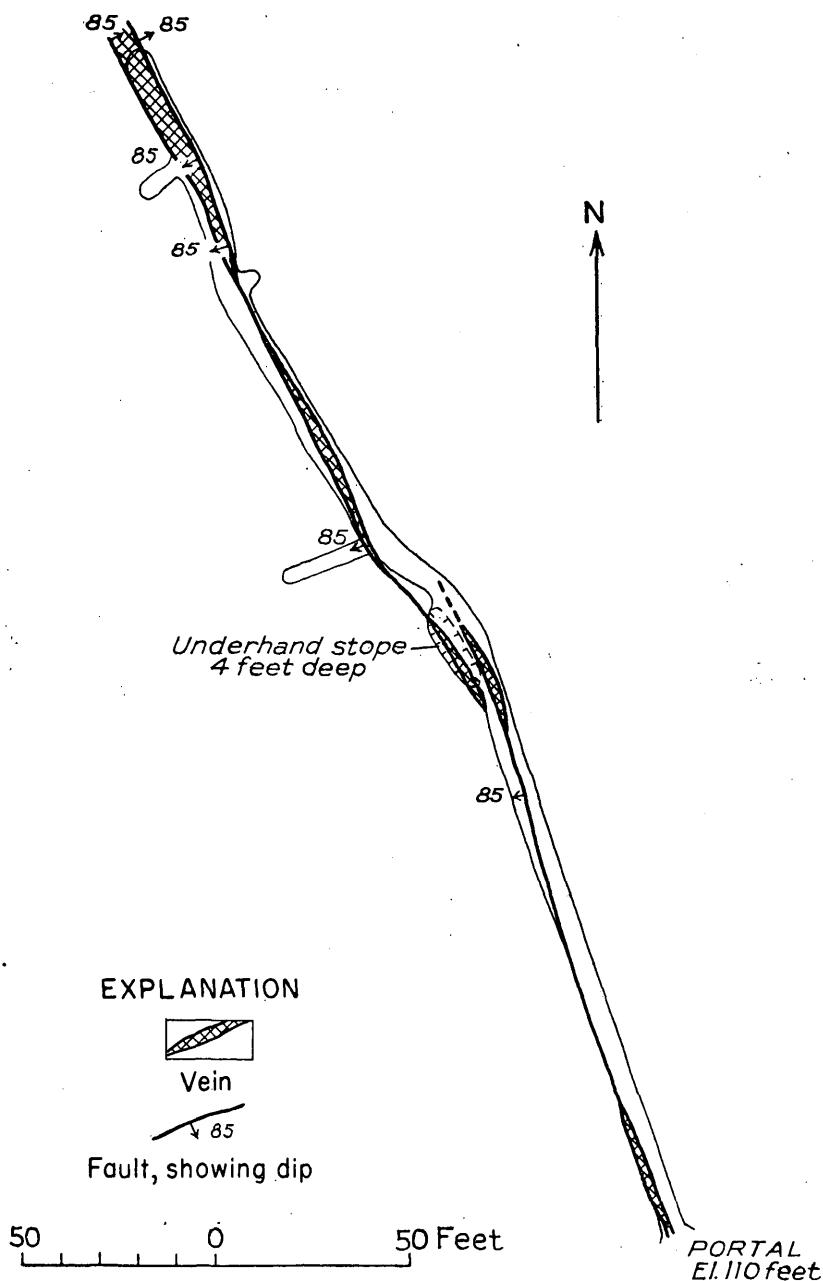 85 85
85
N
85
85
Underhand stope
4 feet deep
85
EXPLANATION
Vein
85
Fault, showing dip
50 0 50 Feet
PORTAL
El. 110 feet